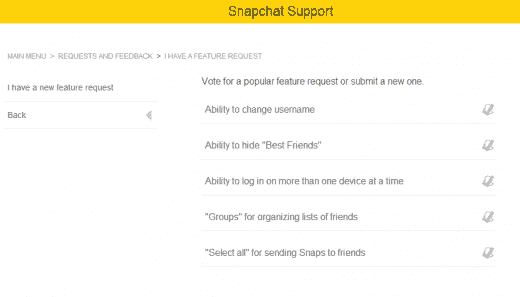 Snapchat Support
MAIN MENU > REQUESTS AND FEEDBACK > I HAVE A FEATURE REQUEST
I have a new feature request
Back
Vote for a popular feature request or submit a new one.
Ability to change username
Ability to hide "Best Friends"
Ability to log in on more than one device at a time
"Groups" for organizing lists of friends
"Select all" for sending Snaps to friends